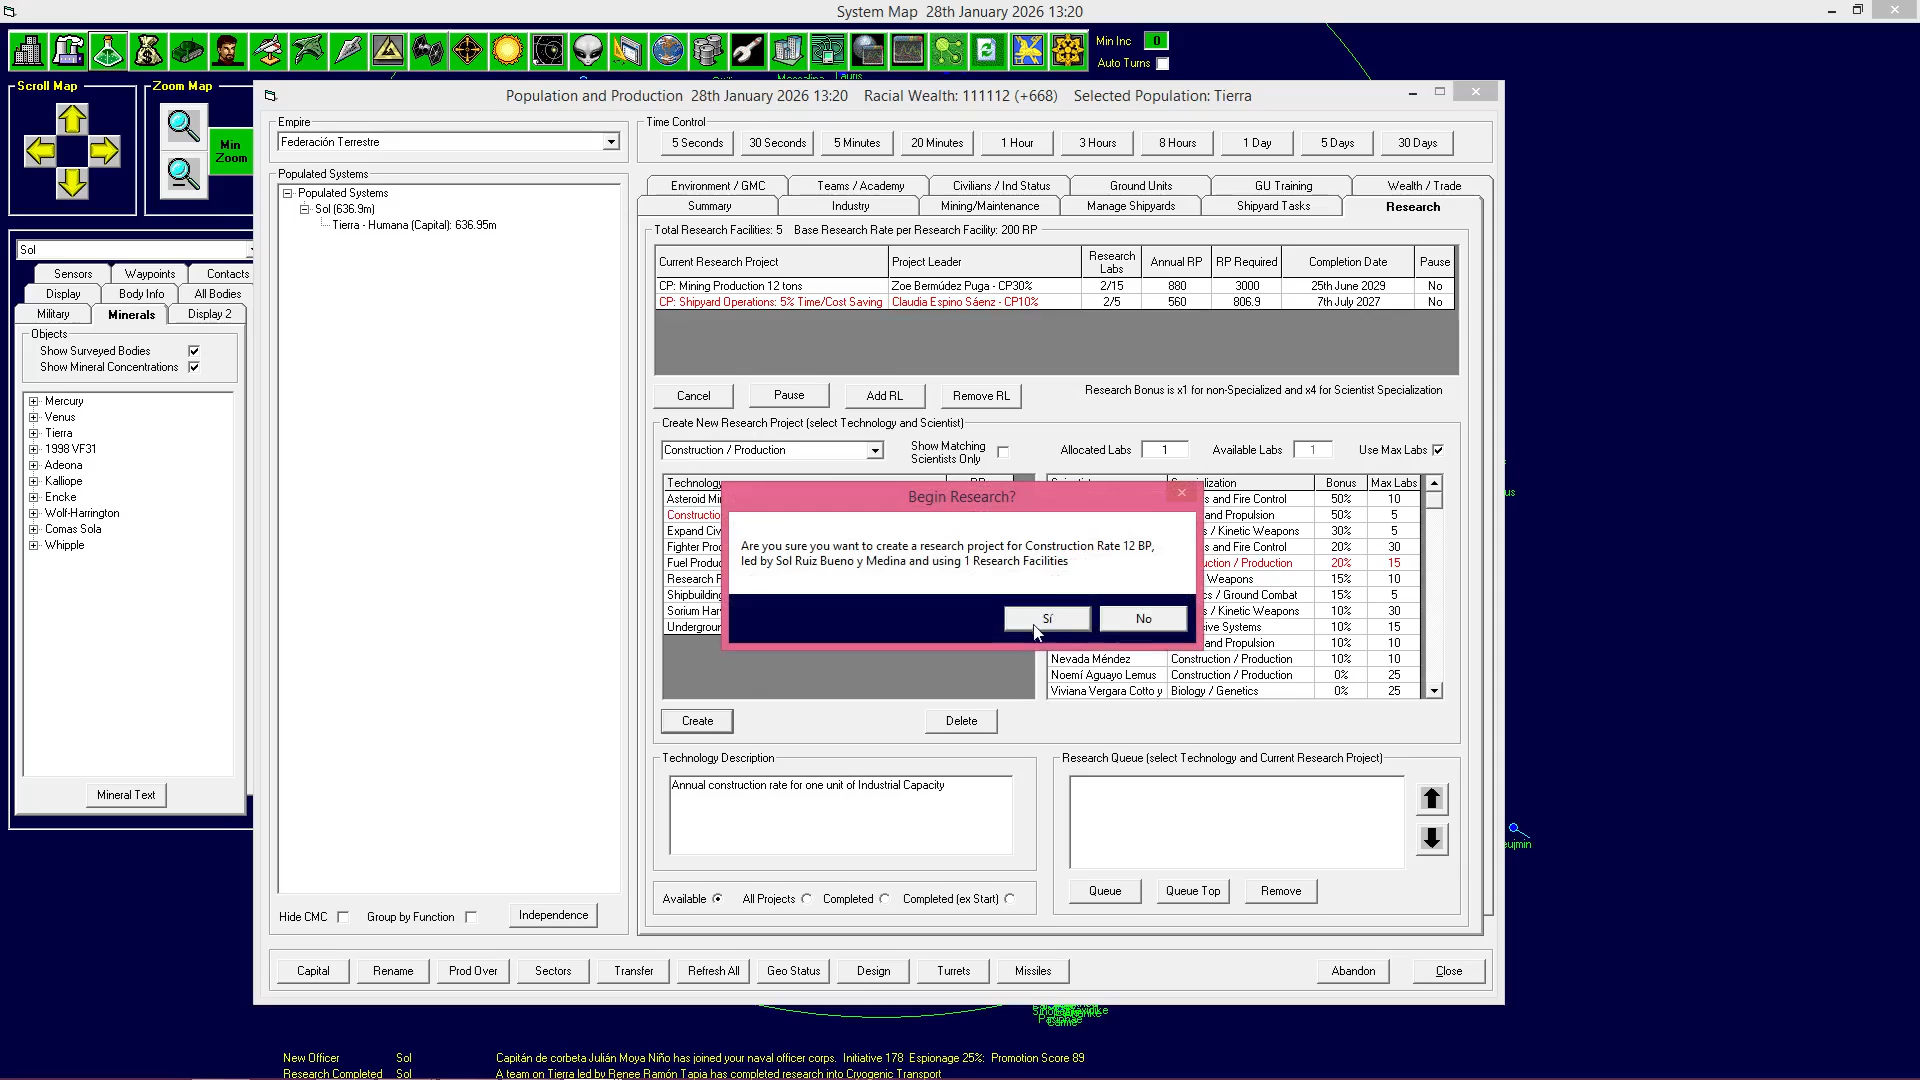 System Map 28th January 2026 13:20
Min Inc 0
Auto Turns
Scroll Map
Zoom Map
Min Zoom
Population and Production 28th January 2026 13:20 Racial Wealth: 111112 (+668) Selected Population: Tierra
Empire
Federación Terrestre
Time Control
5 Seconds 30 Seconds 5 Minutes 20 Minutes 1 Hour 3 Hours 8 Hours 1 Day 5 Days 30 Days
Populated Systems
Populated Systems
Sol (636.9m)
Tierra - Humana (Capital): 636.95m
Environment / GMC Teams / Academy Civilians / Ind Status Ground Units GU Training Wealth / Trade
Summary Industry Mining/Maintenance Manage Shipyards Shipyard Tasks Research
Sol
Sensors Waypoints Contacts
Display Body Info All Bodies
Military Minerals Display 2
Objects
Show Surveyed Bodies
Show Mineral Concentrations
Mercury
Venus
Tierra
1998 VF31
Adeona
Kalliope
Encke
Wolf-Harrington
Comas Sola
Whipple
Mineral Text
Total Research Facilities: 5 Base Research Rate per Research Facility: 200 RP
Current Research Project Project Leader Research Labs Annual RP RP Required Completion Date Pause
CP: Mining Production 12 tons Zoe Bermúdez Puga - CP30% 2/15 880 3000 25th June 2029 No
CP: Shipyard Operations: 5% Time/Cost Saving Claudia Espino Sáenz - CP10% 2/5 560 806.9 7th July 2027 No
Cancel Pause Add RL Remove RL
Research Bonus is x1 for non-Specialized and x4 for Scientist Specialization
Create New Research Project (select Technology and Scientist)
Construction / Production
Show Matching Scientists Only
Allocated Labs 1 Available Labs 1 Use Max Labs
Technology
Bonus Max Labs
Asteroid Mi s and Fire Control 50% 10
Constructio and Propulsion 50% 5
Expand Civ s / Kinetic Weapons 30% 5
Fighter Proc s and Fire Control 20% 30
Fuel Produc ction / Production 20% 15
Research F Weapons 15% 10
Shipbuilding cs / Ground Combat 15% 5
Sorium Har s / Kinetic Weapons 10% 30
Undergroun ive Systems 10% 15
and Propulsion 10% 10
Nevada Méndez Construction / Production 10% 10
Noemí Aguayo Lemus Construction / Production 0% 25
Viviana Vergara Cotto y Biology / Genetics 0% 25
Begin Research?
Are you sure you want to create a research project for Construction Rate 12 BP,
led by Sol Ruiz Bueno y Medina and using 1 Research Facilities
Sí No
Create Delete
Technology Description
Annual construction rate for one unit of Industrial Capacity
Research Queue (select Technology and Current Research Project)
Available All Projects Completed Completed (ex Start)
Queue Queue Top Remove
Hide CMC Group by Function Independence
Capital Rename Prod Over Sectors Transfer Refresh All Geo Status Design Turrets Missiles Abandon Close
New Officer Sol Capitán de corbeta Julián Moya Niño has joined your naval officer corps. Initiative 178 Espionage 25%: Promotion Score 89
Research Completed Sol A team on Tierra led by Renee Ramón Tapia has completed research into Cryogenic Transport